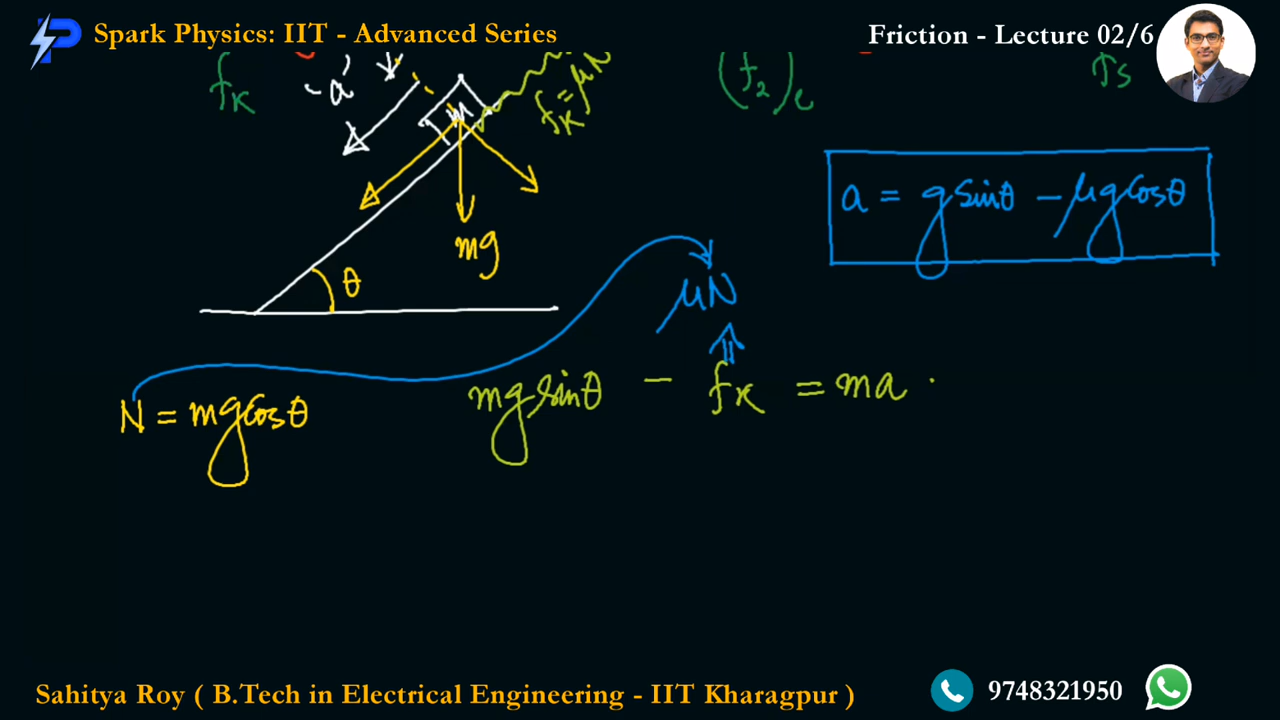 Spark Physics: IIT - Advanced Series
Friction - Lecture 02/6
fₖ
a
m
fₖ = μN
(f₂)
a = g sinθ - μg cosθ
mg
θ
μN
⇑
N = mg cosθ
mg sinθ - fₖ = ma
Sahitya Roy ( B.Tech in Electrical Engineering - IIT Kharagpur )
9748321950